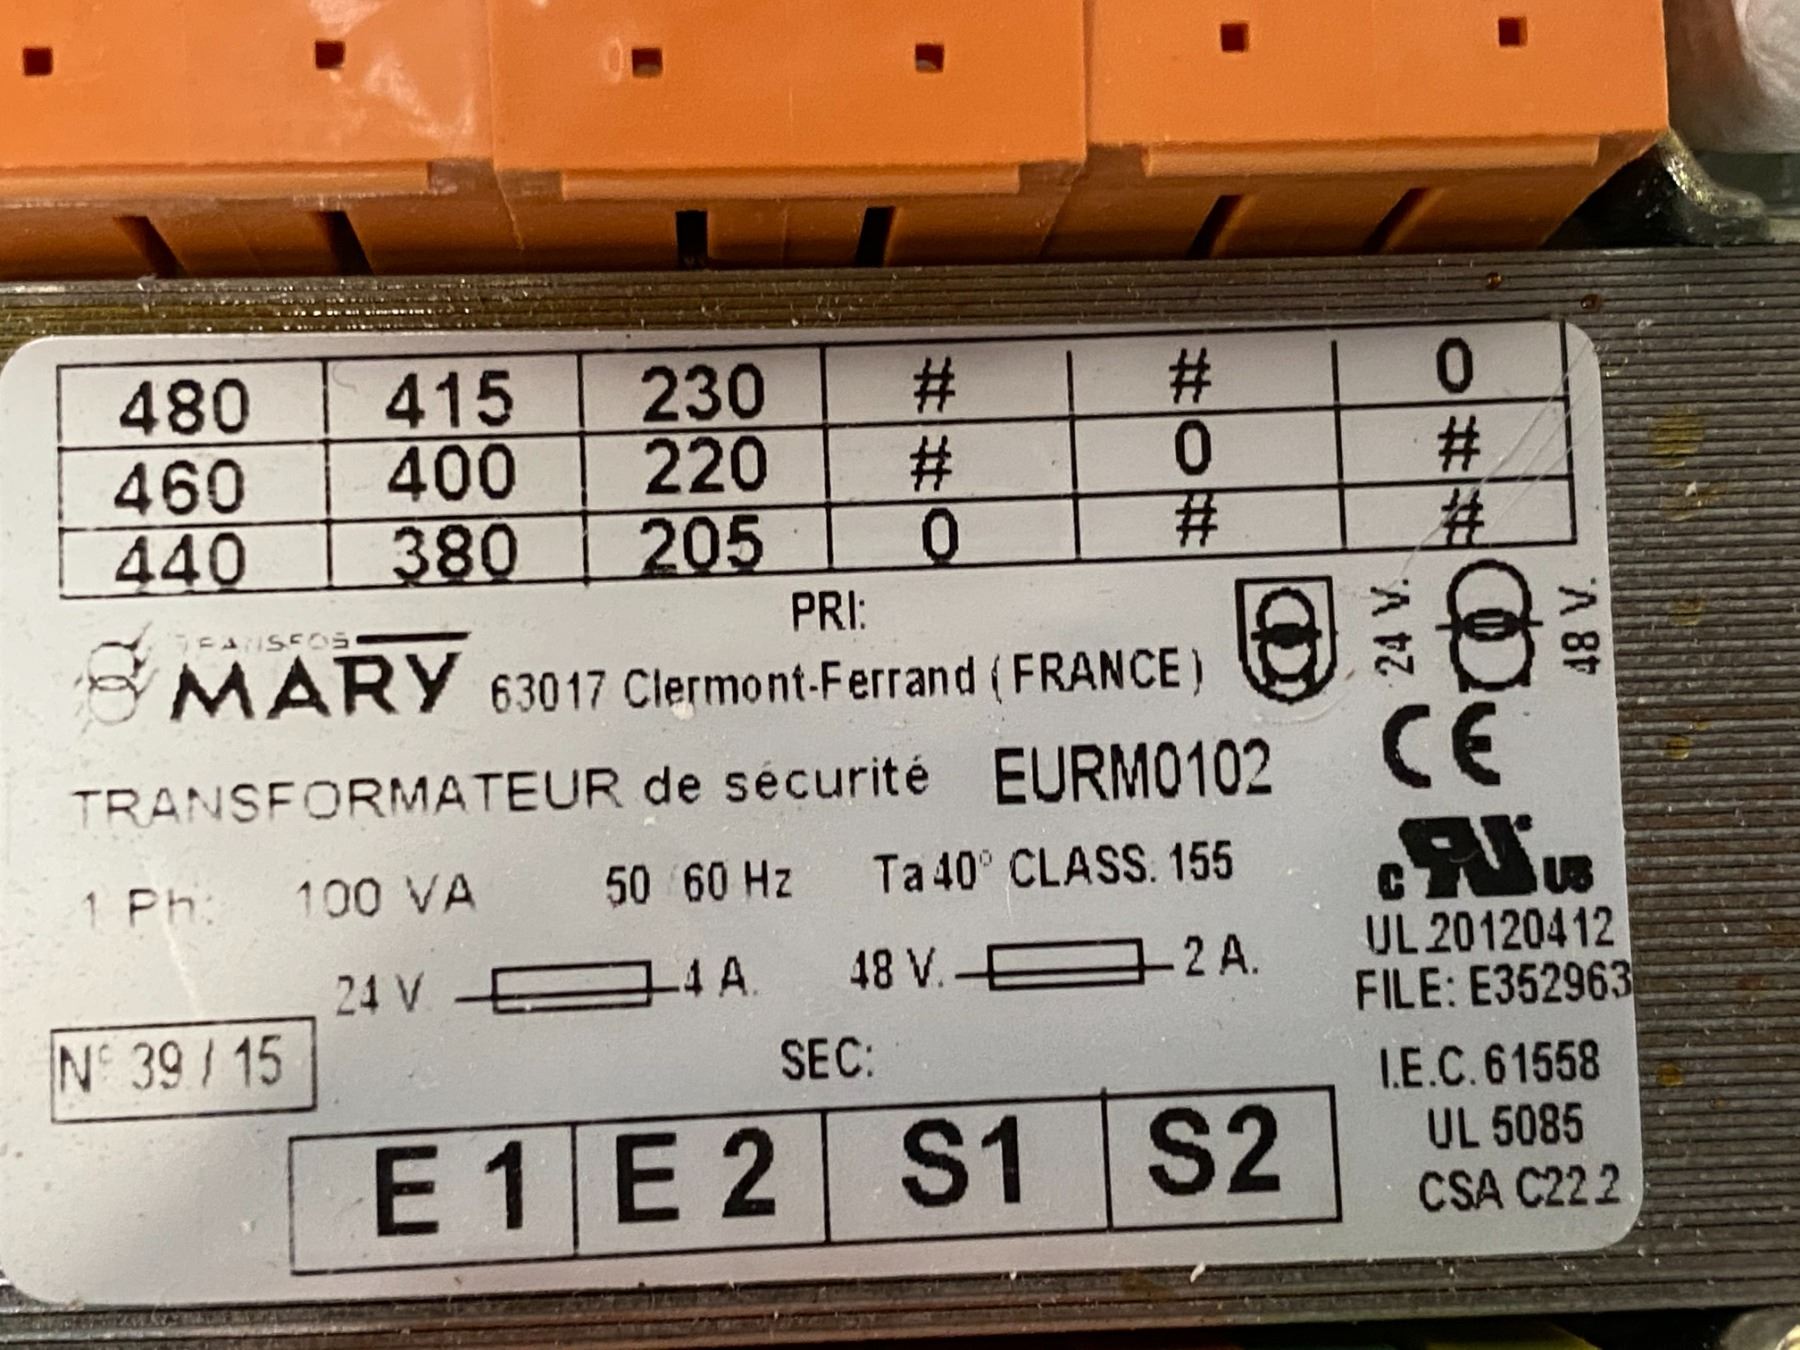 480 415 230 # # 0
460 400 220 # 0 #
440 380 205 0 # #
PRI:
24 V.
48 V.
TRANSFOS
MARY 63017 Clermont-Ferrand (FRANCE)
CE
TRANSFORMATEUR de sécurité EURM0102
1 Ph: 100 VA 50 60 Hz Ta 40° CLASS. 155
c RU us
UL 20120412
24 V 4 A. 48 V. 2 A.
FILE: E352963
N° 39 / 15
SEC:
I.E.C. 61558
UL 5085
CSA C22.2
E 1 E 2 S1 S2